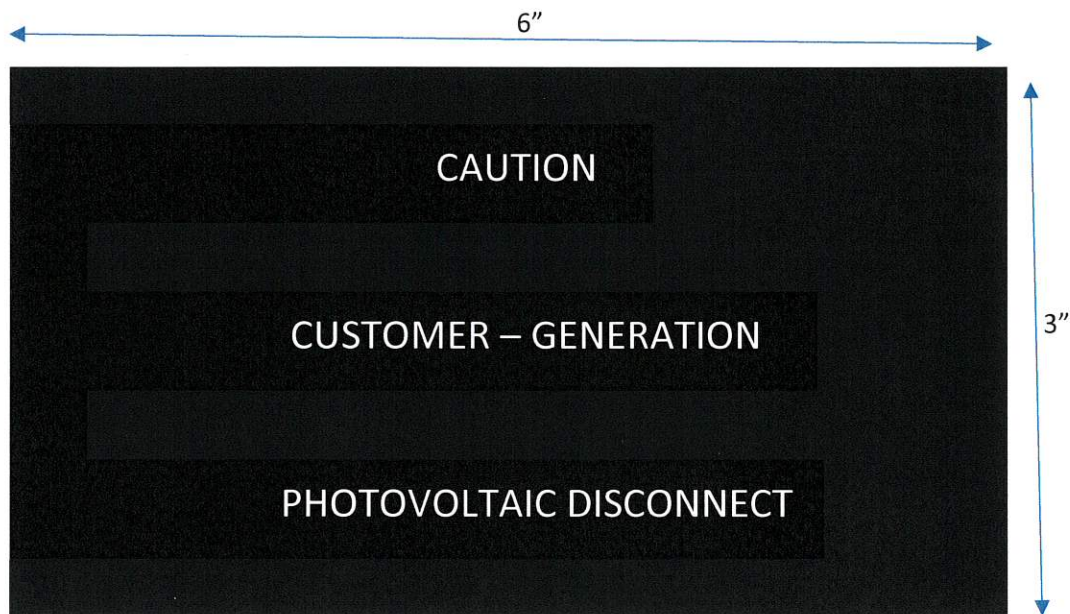 6”
CAUTION
3”
CUSTOMER – GENERATION
PHOTOVOLTAIC DISCONNECT